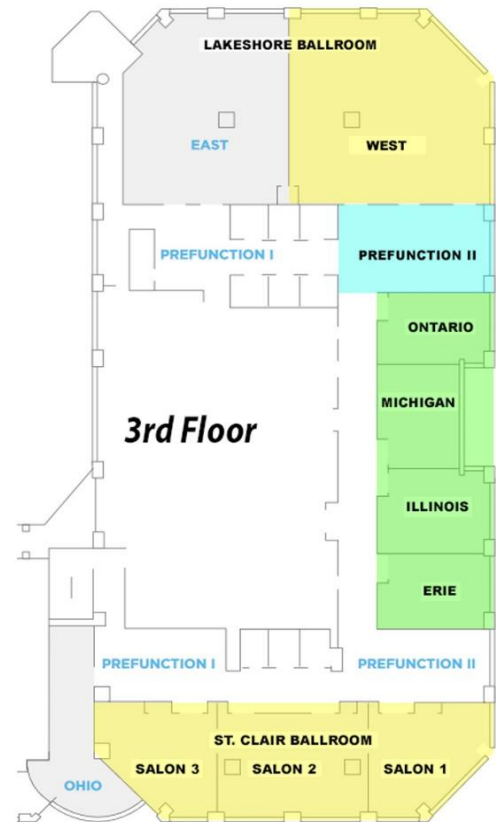 LAKESHORE BALLROOM
EAST
WEST
PREFUNCTION I
PREFUNCTION II
ONTARIO
MICHIGAN
3rd Floor
ILLINOIS
ERIE
PREFUNCTION I
PREFUNCTION II
ST. CLAIR BALLROOM
SALON 3
SALON 2
SALON 1
OHIO